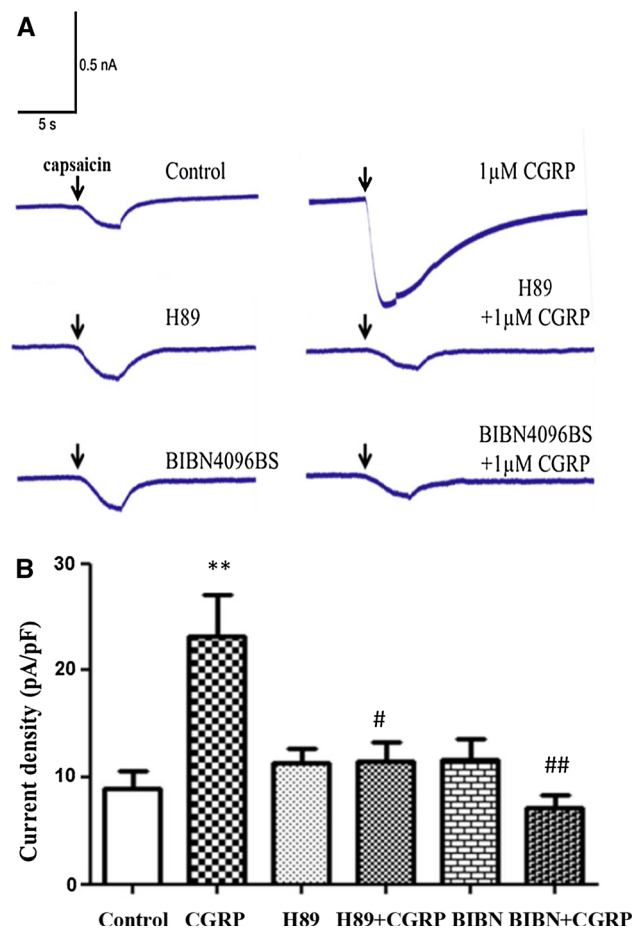 A
0.5 nA
5 s
capsaicin
Control
1µM CGRP
H89
H89
+1µM CGRP
BIBN4096BS
BIBN4096BS
+1µM CGRP
B
Current density (pA/pF)
30
20
10
0
**
#
##
Control CGRP H89 H89+CGRP BIBN BIBN+CGRP